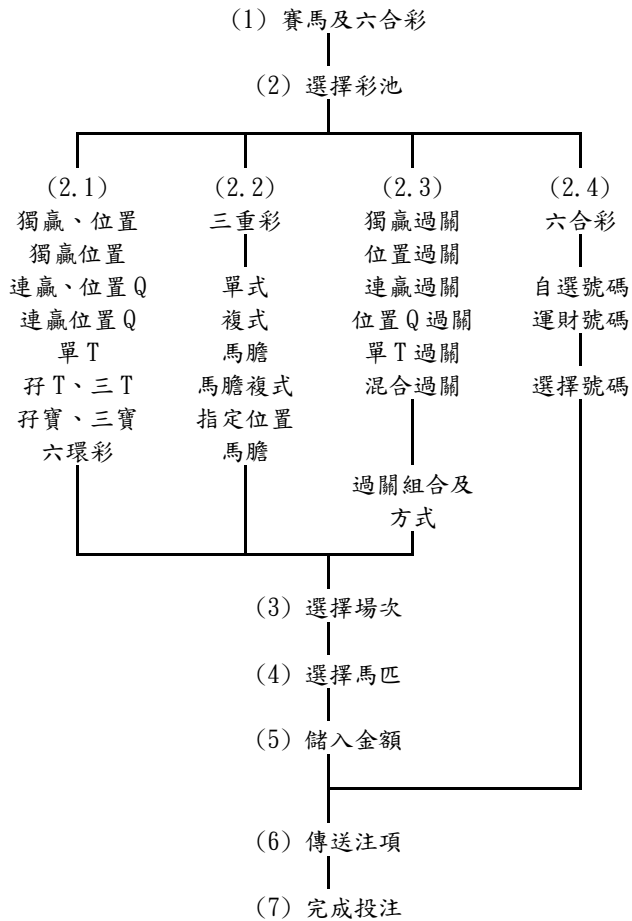 (1) 賽馬及六合彩
(2) 選擇彩池
(2.1)
獨贏、位置
獨贏位置
連贏、位置Q
連贏位置Q
單T
孖T、三T
孖寶、三寶
六環彩
(2.2)
三重彩
單式
複式
馬膽
馬膽複式
指定位置
馬膽
(2.3)
獨贏過關
位置過關
連贏過關
位置Q過關
單T過關
混合過關
過關組合及
方式
(2.4)
六合彩
自選號碼
運財號碼
選擇號碼
(3) 選擇場次
(4) 選擇馬匹
(5) 儲入金額
(6) 傳送注項
(7) 完成投注